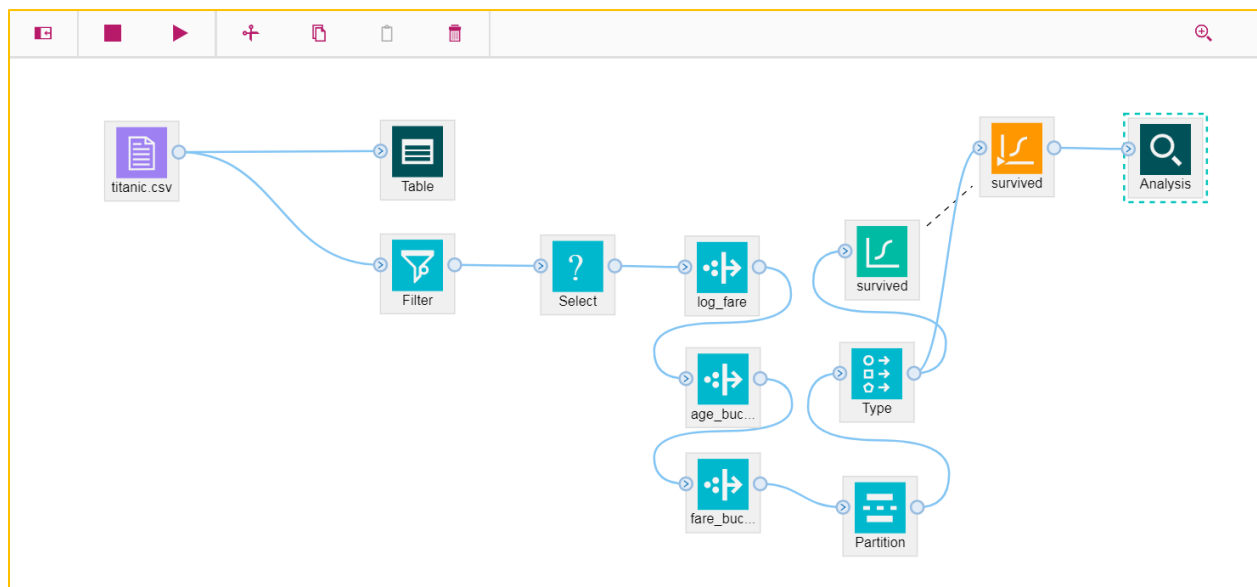 titanic.csv
Table
Filter
?
Select
log_fare
age_buc...
fare_buc...
Partition
Type
survived
survived
Analysis